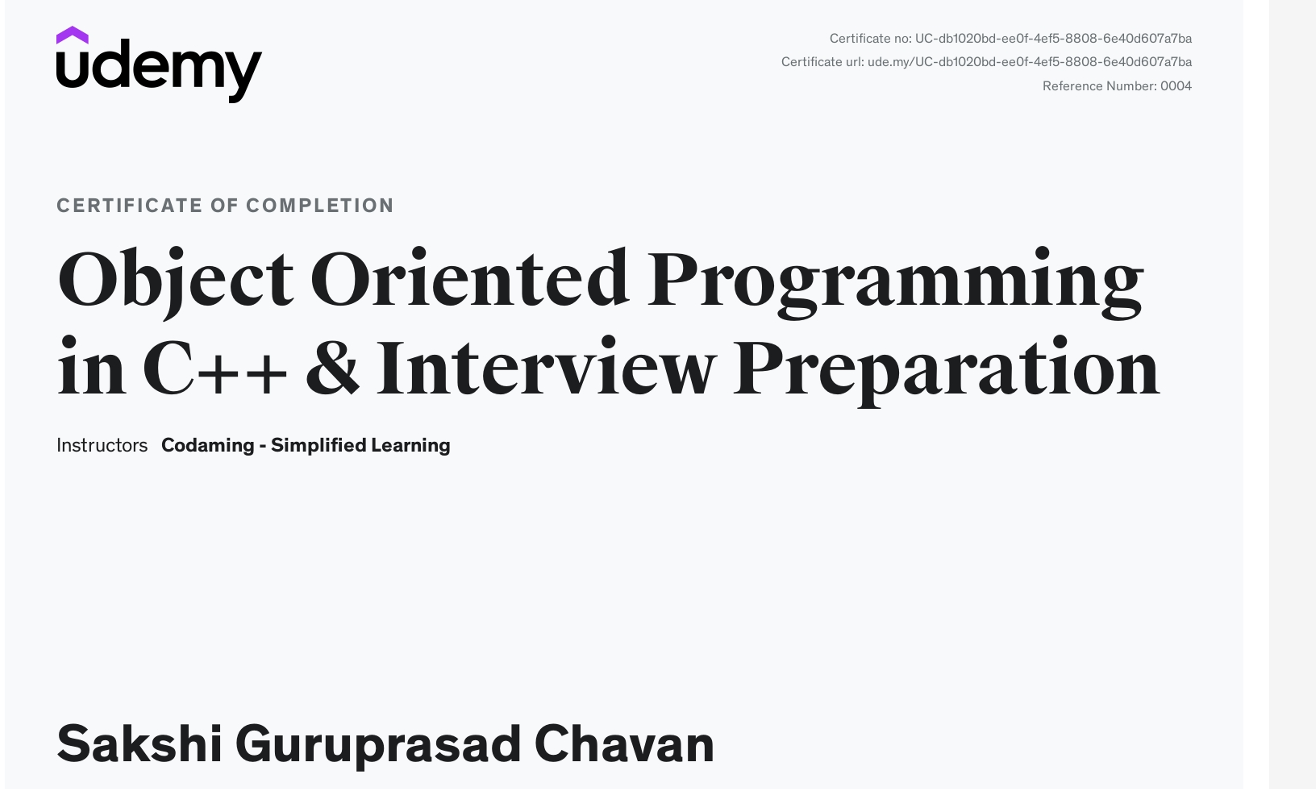 udemy
Certificate no: UC-db1020bd-ee0f-4ef5-8808-6e40d607a7ba
Certificate url: ude.my/UC-db1020bd-ee0f-4ef5-8808-6e40d607a7ba
Reference Number: 0004
CERTIFICATE OF COMPLETION
Object Oriented Programming
in C++ & Interview Preparation
Instructors Codaming - Simplified Learning
Sakshi Guruprasad Chavan